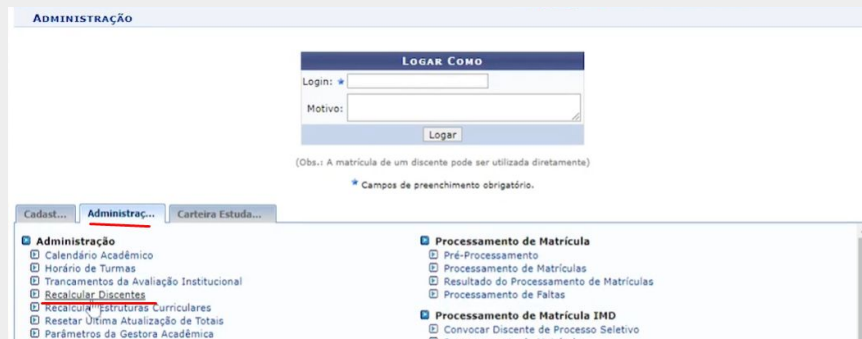 Administração
Logar Como
Login:
Motivo:
Logar
(Obs.: A matrícula de um discente pode ser utilizada diretamente)
Campos de preenchimento obrigatório.
Cadast... Administraç... Carteira Estuda...
Administração
Calendário Acadêmico
Horário de Turmas
Trancamentos da Avaliação Institucional
Recalcular Discentes
Estruturas Curriculares
Resetar Última Atualização de Totais
Parâmetros da Gestora Acadêmica
Processamento de Matrícula
Pré-Processamento
Processamento de Matrículas
Resultado do Processamento de Matrículas
Processamento de Faltas
Processamento de Matrícula IMD
Convocar Discente de Processo Seletivo